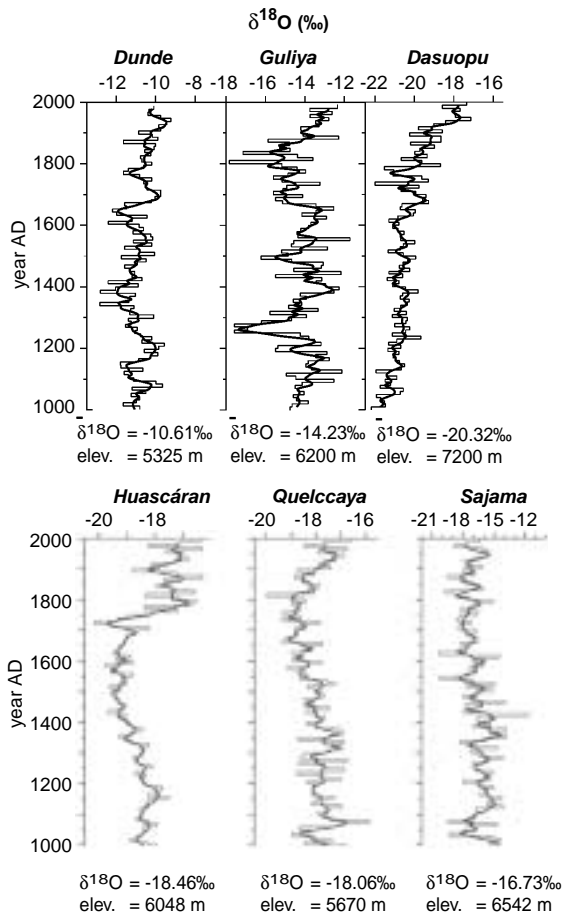 δ¹⁸O (‰)
Dunde Guliya Dasuopu
-12 -10 -8 -18 -16 -14 -12 -22 -20 -18 -16
2000
1800
1600
1400
1200
1000
year AD
δ¹⁸O = -10.61‰ δ¹⁸O = -14.23‰ δ¹⁸O = -20.32‰
elev. = 5325 m elev. = 6200 m elev. = 7200 m
Huascáran Quelccaya Sajama
-20 -18 -20 -18 -16 -21 -18 -15 -12
2000
1800
1600
1400
1200
1000
year AD
δ¹⁸O = -18.46‰ δ¹⁸O = -18.06‰ δ¹⁸O = -16.73‰
elev. = 6048 m elev. = 5670 m elev. = 6542 m